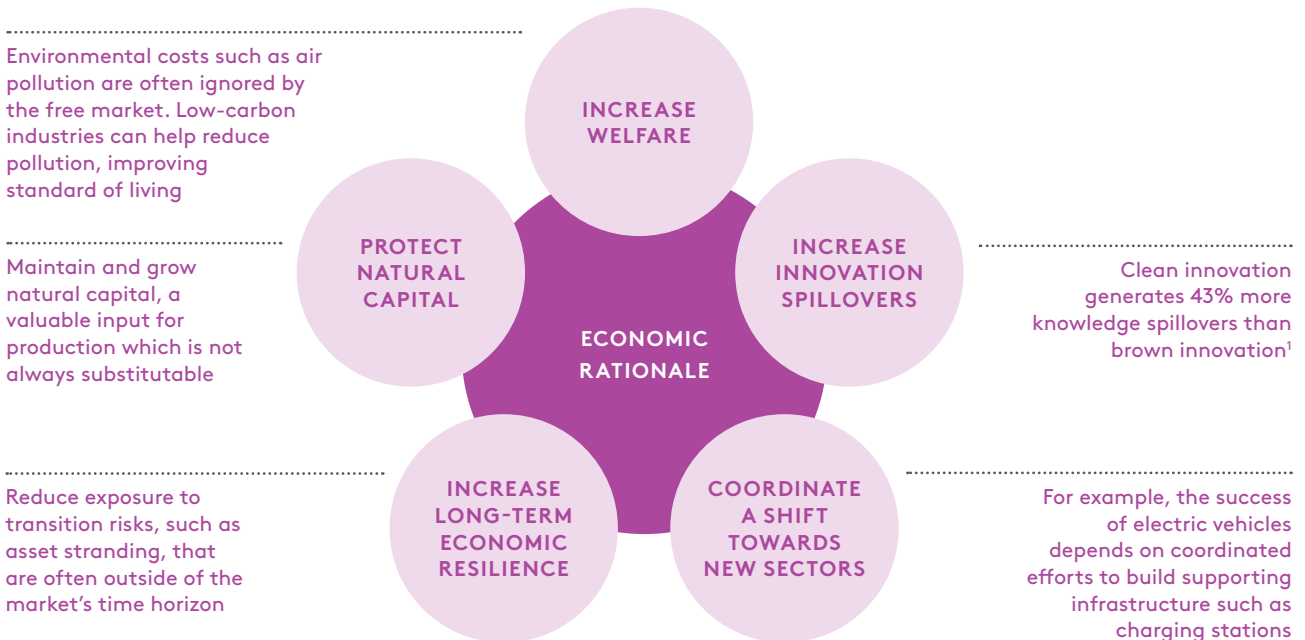 Environmental costs such as air
pollution are often ignored by
the free market. Low-carbon
industries can help reduce
pollution, improving
standard of living
INCREASE
WELFARE
PROTECT
NATURAL
CAPITAL
Maintain and grow
natural capital, a
valuable input for
production which is not
always substitutable
INCREASE
INNOVATION
SPILLOVERS
Clean innovation
generates 43% more
knowledge spillovers than
brown innovation¹
ECONOMIC
RATIONALE
Reduce exposure to
transition risks, such as
asset stranding, that
are often outside of the
market’s time horizon
INCREASE
LONG-TERM
ECONOMIC
RESILIENCE
COORDINATE
A SHIFT
TOWARDS
NEW SECTORS
For example, the success
of electric vehicles
depends on coordinated
efforts to build supporting
infrastructure such as
charging stations